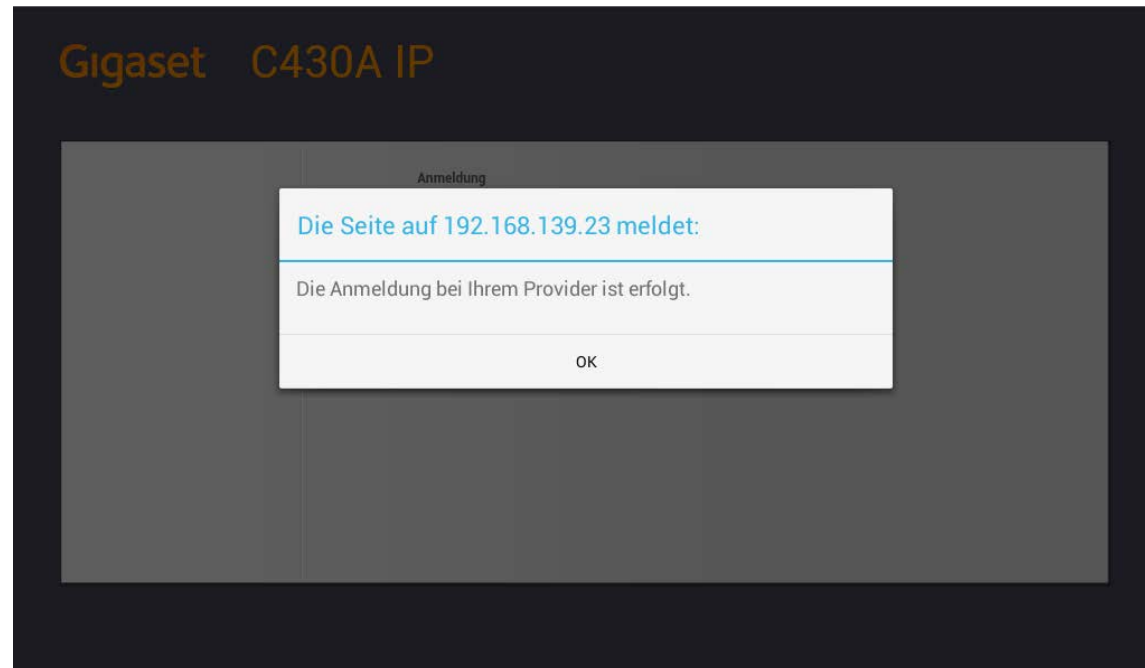 Gigaset C430A IP
Anmeldung
Die Seite auf 192.168.139.23 meldet:
Die Anmeldung bei Ihrem Provider ist erfolgt.
OK